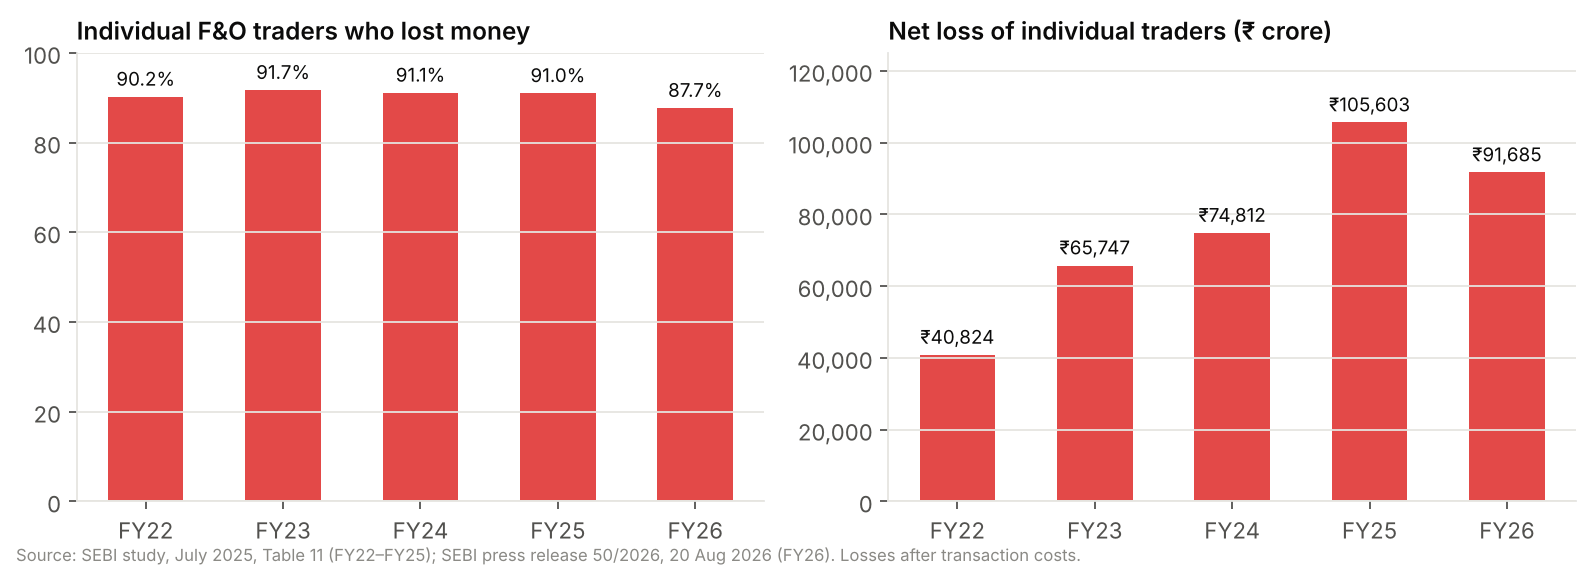 Individual F&O traders who lost money
100
80
60
40
20
0
90.2%
91.7%
91.1%
91.0%
87.7%
FY22
FY23
FY24
FY25
FY26
Net loss of individual traders (₹ crore)
120,000
100,000
80,000
60,000
40,000
20,000
0
₹40,824
₹65,747
₹74,812
₹105,603
₹91,685
FY22
FY23
FY24
FY25
FY26
Source: SEBI study, July 2025, Table 11 (FY22–FY25); SEBI press release 50/2026, 20 Aug 2026 (FY26). Losses after transaction costs.